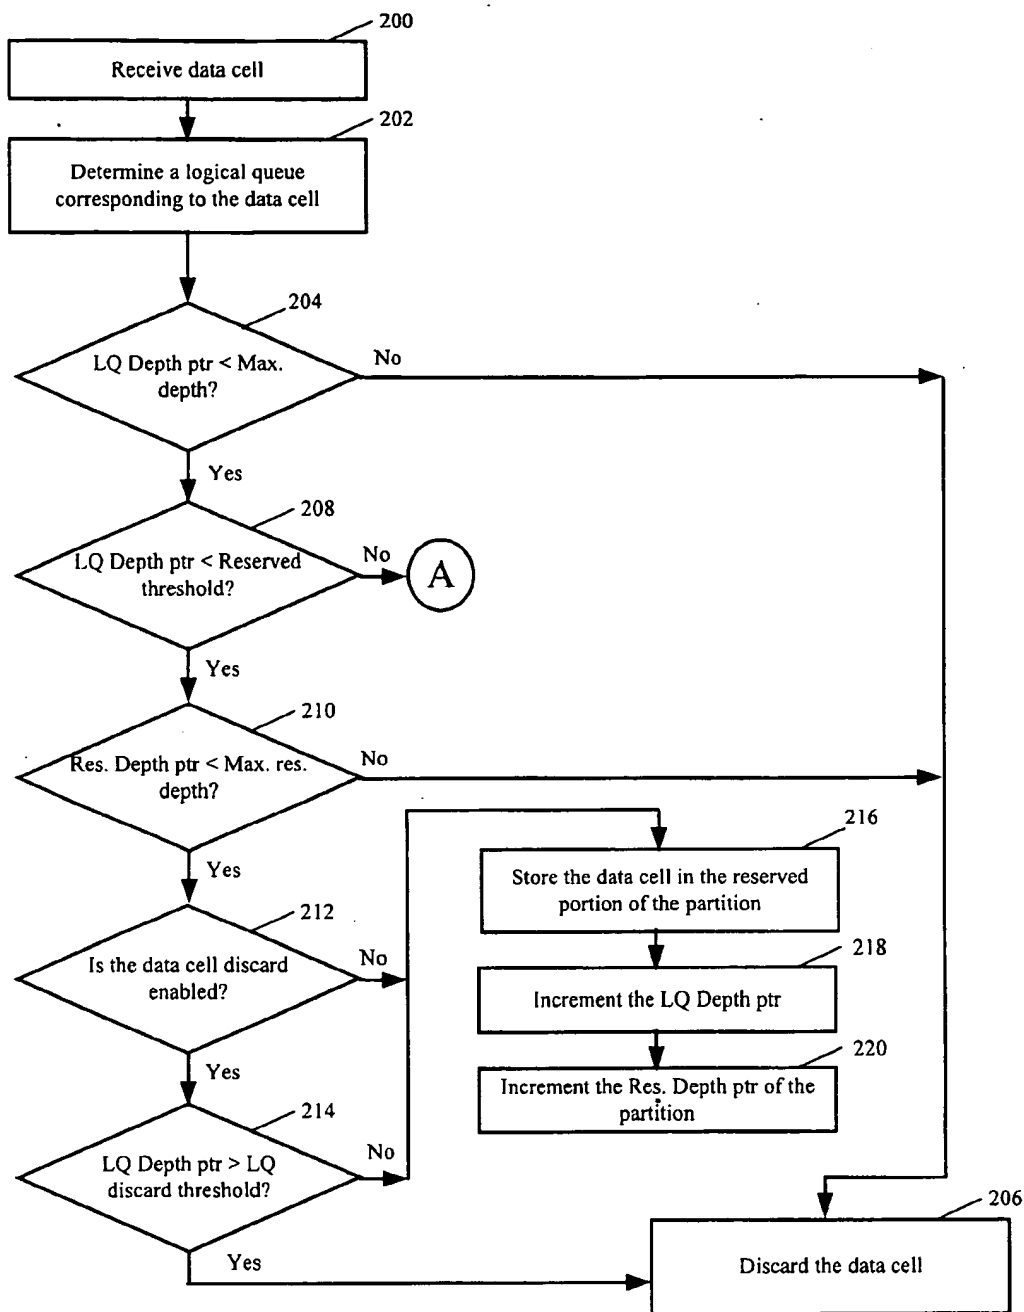 200
Receive data cell
202
Determine a logical queue
corresponding to the data cell
204
LQ Depth ptr < Max.
depth?
No
Yes
208
LQ Depth ptr < Reserved
threshold?
No
A
Yes
210
Res. Depth ptr < Max. res.
depth?
No
Yes
216
Store the data cell in the reserved
portion of the partition
212
Is the data cell discard
enabled?
No
218
Increment the LQ Depth ptr
220
Increment the Res. Depth ptr of the
partition
Yes
214
LQ Depth ptr > LQ
discard threshold?
No
Yes
206
Discard the data cell